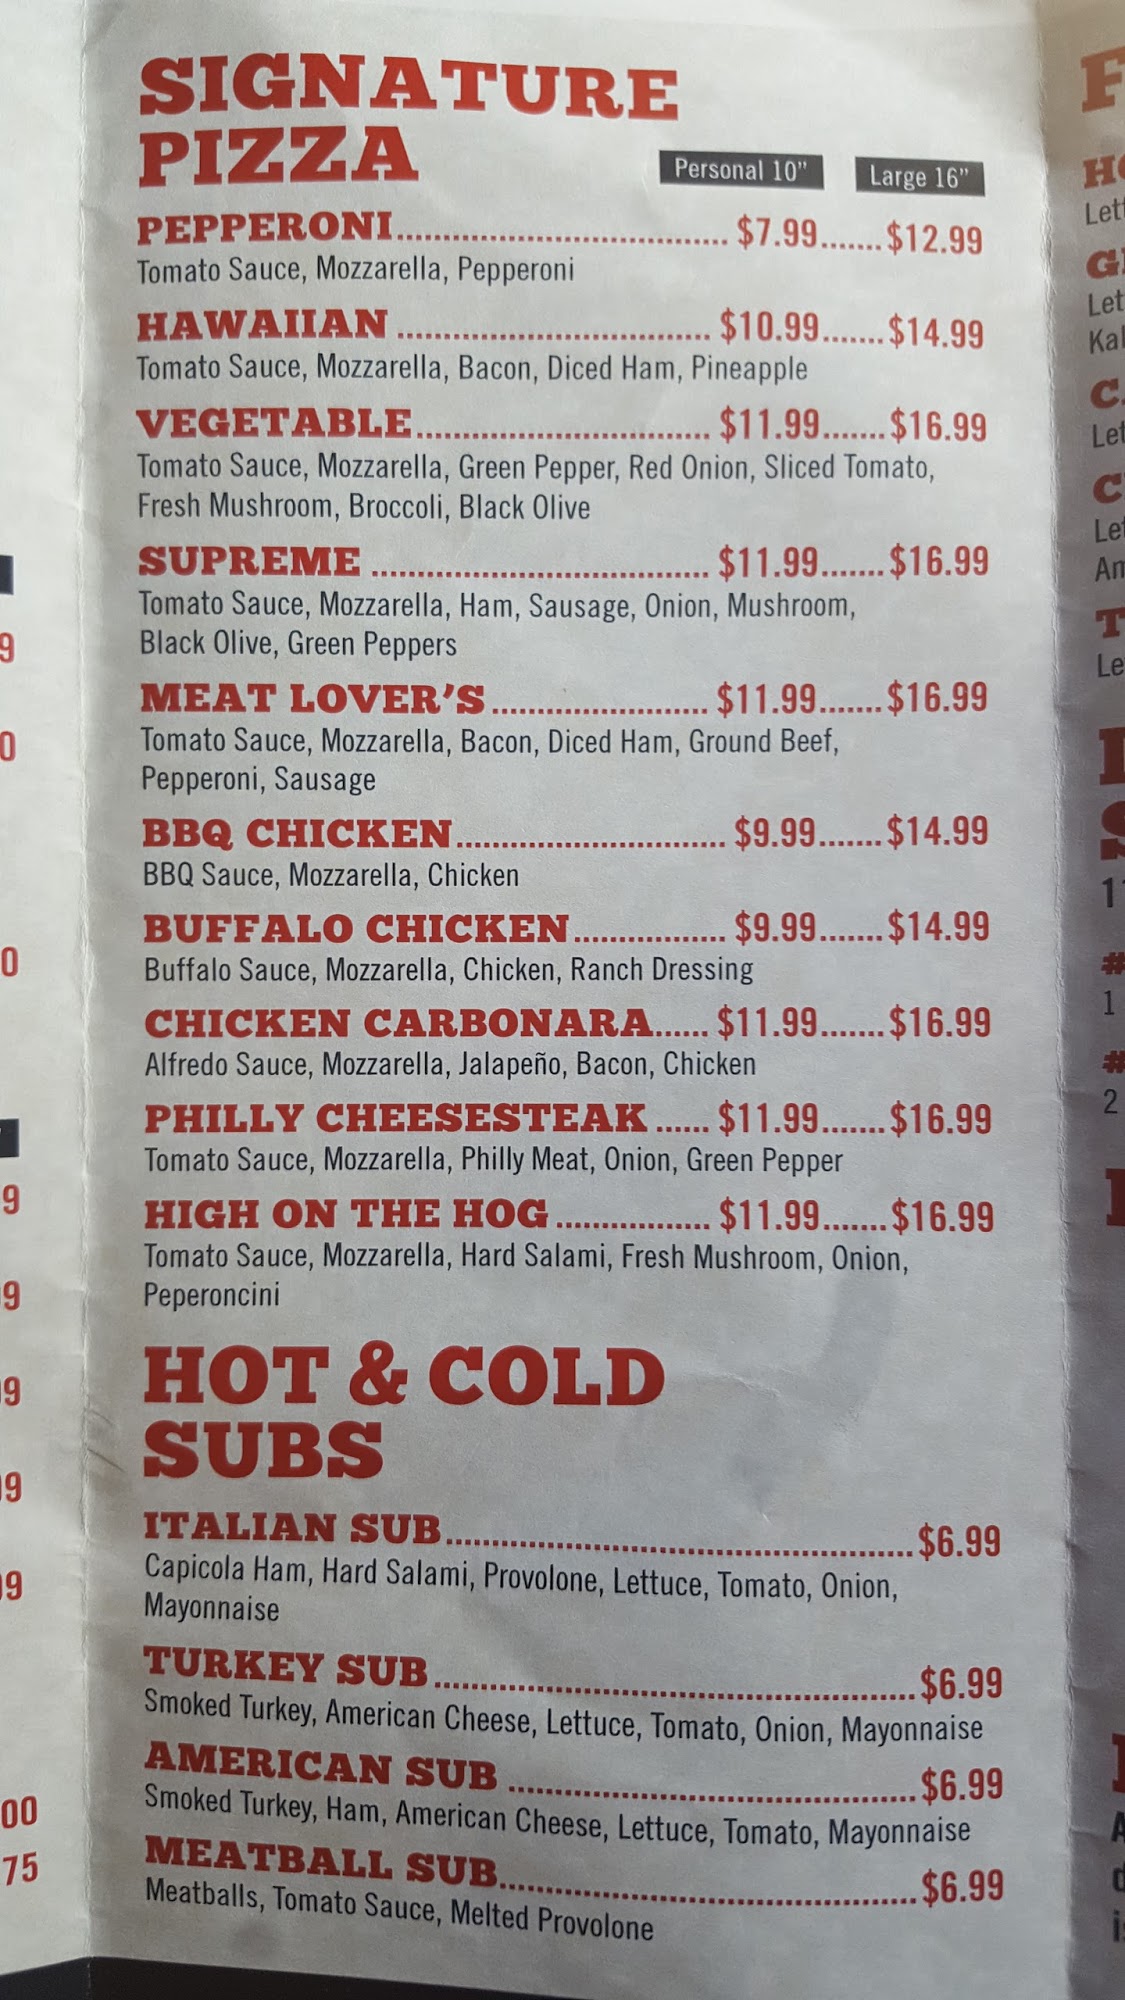 SIGNATURE
PIZZA
Personal 10” Large 16”
PEPPERONI.................................... $7.99.......$12.99
Tomato Sauce, Mozzarella, Pepperoni
HAWAIIAN .................................. $10.99.......$14.99
Tomato Sauce, Mozzarella, Bacon, Diced Ham, Pineapple
VEGETABLE................................ $11.99.......$16.99
Tomato Sauce, Mozzarella, Green Pepper, Red Onion, Sliced Tomato,
Fresh Mushroom, Broccoli, Black Olive
SUPREME ..................................... $11.99.......$16.99
Tomato Sauce, Mozzarella, Ham, Sausage, Onion, Mushroom,
Black Olive, Green Peppers
MEAT LOVER’S........................ $11.99.......$16.99
Tomato Sauce, Mozzarella, Bacon, Diced Ham, Ground Beef,
Pepperoni, Sausage
BBQ CHICKEN............................. $9.99.......$14.99
BBQ Sauce, Mozzarella, Chicken
BUFFALO CHICKEN................. $9.99.......$14.99
Buffalo Sauce, Mozzarella, Chicken, Ranch Dressing
CHICKEN CARBONARA...... $11.99.......$16.99
Alfredo Sauce, Mozzarella, Jalapeño, Bacon, Chicken
PHILLY CHEESESTEAK ...... $11.99.......$16.99
Tomato Sauce, Mozzarella, Philly Meat, Onion, Green Pepper
HIGH ON THE HOG ................. $11.99.......$16.99
Tomato Sauce, Mozzarella, Hard Salami, Fresh Mushroom, Onion,
Peperoncini
HOT & COLD
SUBS
ITALIAN SUB................................................... $6.99
Capicola Ham, Hard Salami, Provolone, Lettuce, Tomato, Onion,
Mayonnaise
TURKEY SUB .................................................... $6.99
Smoked Turkey, American Cheese, Lettuce, Tomato, Onion, Mayonnaise
AMERICAN SUB ............................................ $6.99
Smoked Turkey, Ham, American Cheese, Lettuce, Tomato, Mayonnaise
MEATBALL SUB............................................. $6.99
Meatballs, Tomato Sauce, Melted Provolone